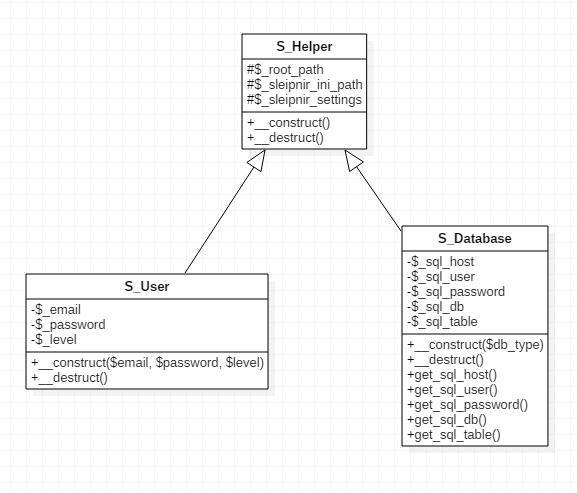 S_Helper
#$_root_path
#$_sleipnir_ini_path
#$_sleipnir_settings
+__construct()
+__destruct()
S_User
-$_email
-$_password
-$_level
+__construct($email, $password, $level)
+__destruct()
S_Database
-$_sql_host
-$_sql_user
-$_sql_password
-$_sql_db
-$_sql_table
+__construct($db_type)
+__destruct()
+get_sql_host()
+get_sql_user()
+get_sql_password()
+get_sql_db()
+get_sql_table()